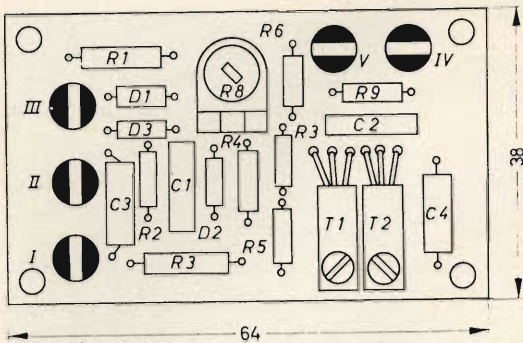 R6
R1
V
IV
III
D1
R8
R9
D3
R4
R3
C2
II
C3
R2
C1
D2
R5
T1
T2
C4
I
R3
38
64